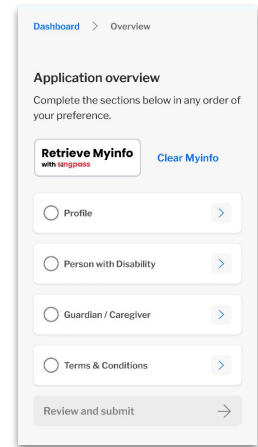 Dashboard > Overview
Application overview
Complete the sections below in any order of
your preference.
Retrieve Myinfo
with singpass
Clear Myinfo
Profile
Person with Disability
Guardian / Caregiver
Terms & Conditions
Review and submit